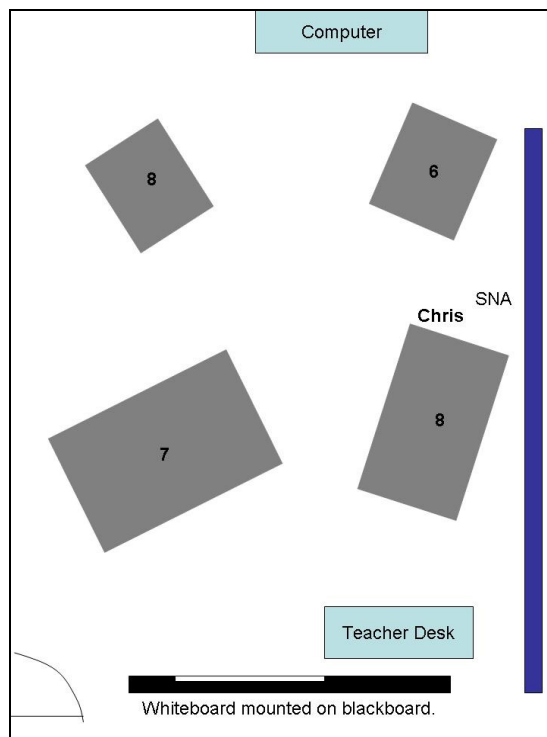 Computer
8
6
SNA
Chris
8
7
Teacher Desk
Whiteboard mounted on blackboard.